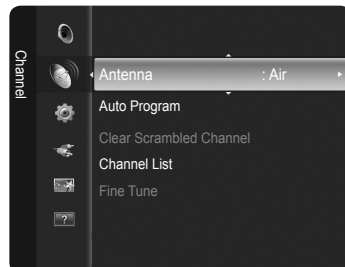 Channel
Antenna : Air
Auto Program
Clear Scrambled Channel
Channel List
Fine Tune
?